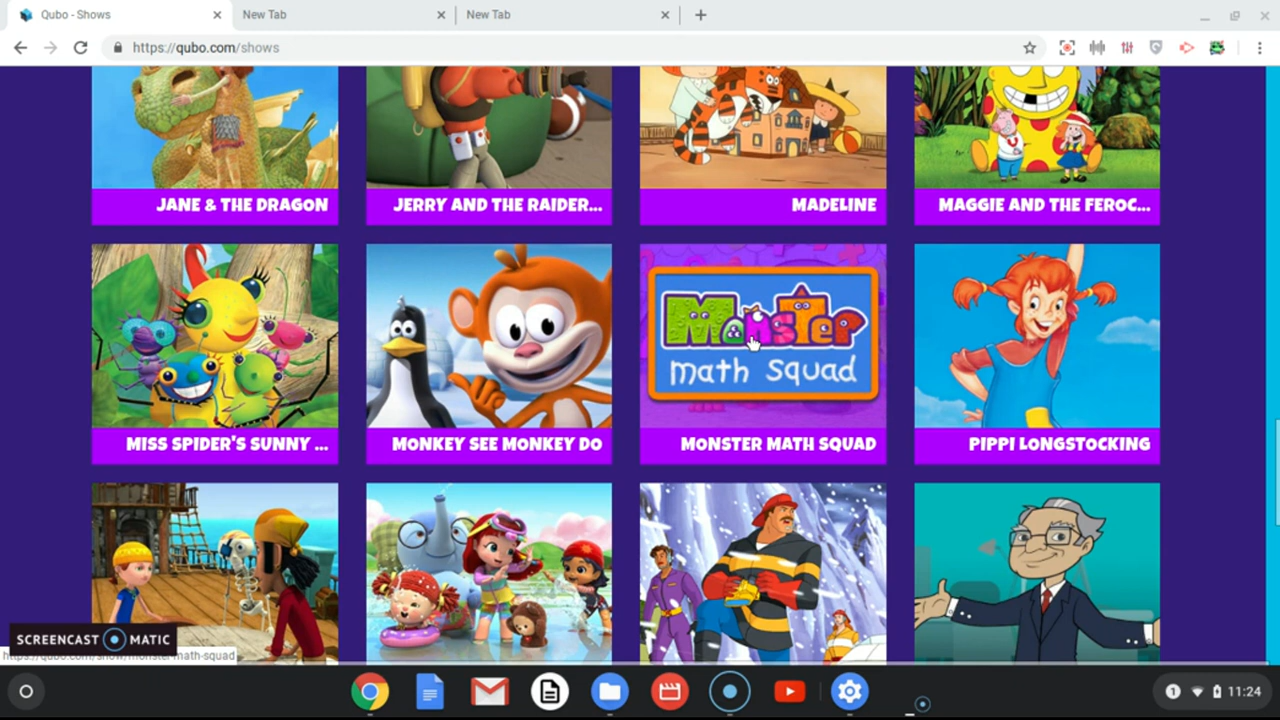 Qubo - Shows
New Tab
New Tab
https://qubo.com/shows
JANE & THE DRAGON
JERRY AND THE RAIDER...
MADELINE
MAGGIE AND THE FEROC...
MonsTer
math squad
MISS SPIDER'S SUNNY ...
MONKEY SEE MONKEY DO
MONSTER MATH SQUAD
PIPPI LONGSTOCKING
SCREENCAST MATIC
https://qubo.com/show/monster-math-squad
1
11:24